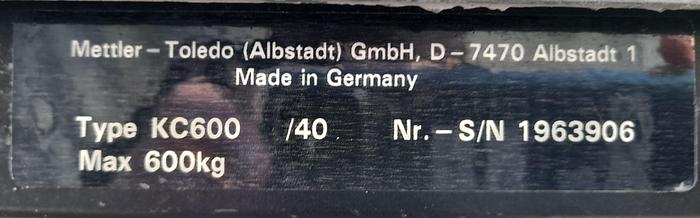 Mettler – Toledo (Albstadt) GmbH, D – 7470 Albstadt 1
Made in Germany
Type KC600 /40 Nr. – S/N 1963906
Max 600kg